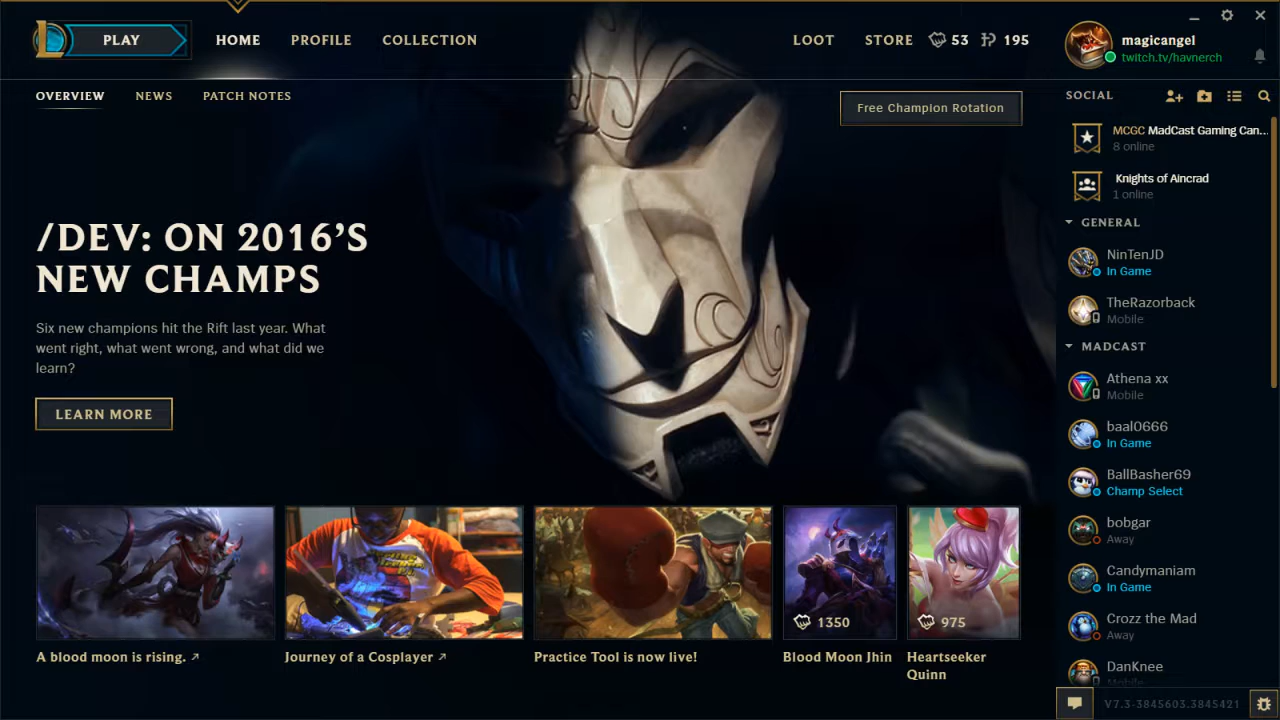 PLAY
HOME
PROFILE
COLLECTION
LOOT
STORE
53
195
magicangel
twitch.tv/havnerch
OVERVIEW
NEWS
PATCH NOTES
Free Champion Rotation
/DEV: ON 2016'S
NEW CHAMPS
Six new champions hit the Rift last year. What
went right, what went wrong, and what did we
learn?
LEARN MORE
1350
975
A blood moon is rising.
Journey of a Cosplayer
Practice Tool is now live!
Blood Moon Jhin
Heartseeker
Quinn
SOCIAL
MCGC MadCast Gaming Can...
8 online
Knights of Aincrad
1 online
GENERAL
NinTenJD
In Game
TheRazorback
Mobile
MADCAST
Athena xx
Mobile
baal0666
In Game
BallBasher69
Champ Select
bobgar
Away
Candymaniam
In Game
Crozz the Mad
Away
DanKnee
Mobile
V7.3-3845603.3845421